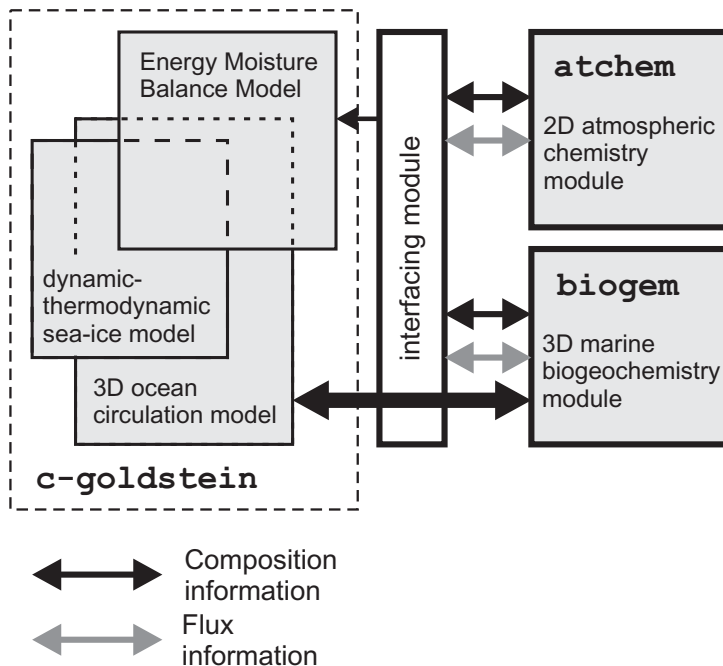 Energy Moisture
Balance Model
dynamic-
thermodynamic
sea-ice model
3D ocean
circulation model
c-goldstein
interfacing module
atchem
2D atmospheric
chemistry
module
biogem
3D marine
biogeochemistry
module
Composition
information
Flux
information